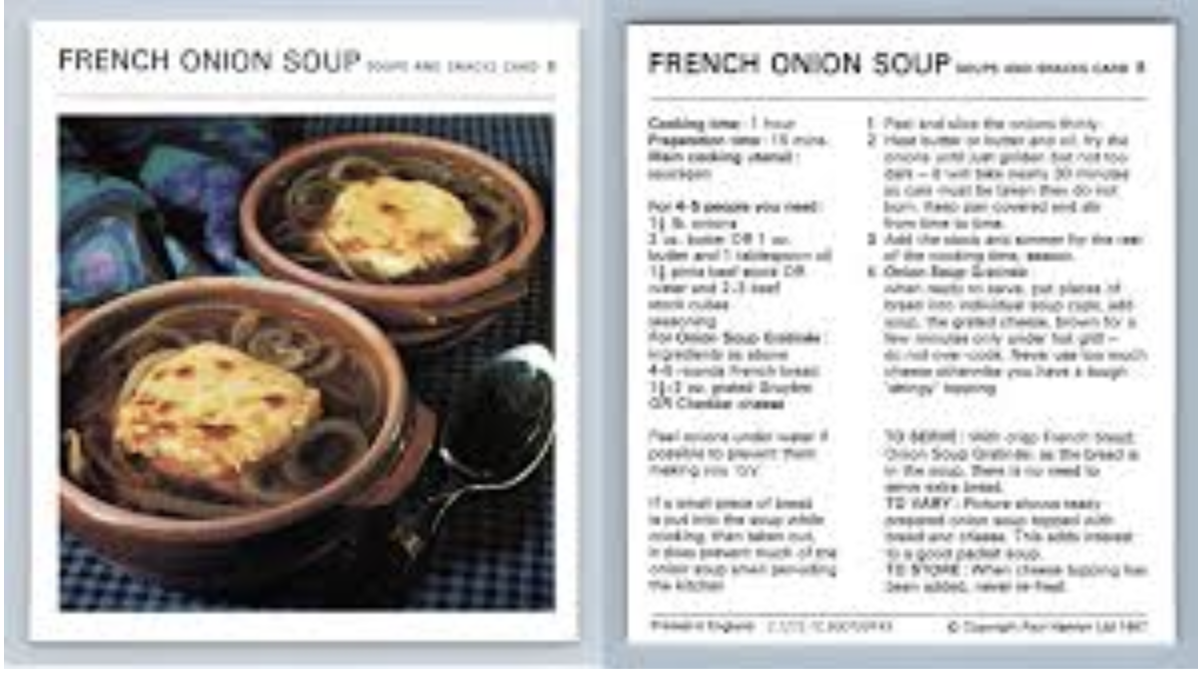 FRENCH ONION SOUP SOUPS AND SNACKS CARD 8
FRENCH ONION SOUP SOUPS AND SNACKS CARD 8
Cooking time: 1 hour
Preparation time: 15 mins.
Main cooking utensil:
saucepan
For 4-5 people you need:
lb. onions
2 oz. butter OR 1 oz.
butter and 1 tablespoon oil
pints beef stock OR
water and 2-3 beef
stock cubes
seasoning
For Onion Soup Gratinée:
ingredients as above
4-5 rounds French bread
oz. grated Gruyère
OR Cheddar cheese
Peel onions under water if
possible to prevent them
making you 'cry'
If a small piece of bread
is put into the soup while
cooking, then taken out,
it does prevent much of the
onion soup smell pervading
the kitchen
1 Peel and slice the onions thinly.
2 Heat butter or butter and oil, fry the
onions until just golden but not too
dark – it will take nearly 30 minutes
as care must be taken they do not
burn. Keep pan covered and stir
from time to time.
3 Add the stock and simmer for the rest
of the cooking time, season.
4 Onion Soup Gratinée
when ready to serve, put pieces of
bread into individual soup cups, add
soup, the grated cheese, brown for a
few minutes only under hot grill –
do not over-cook. Never use too much
cheese otherwise you have a tough
'stringy' topping
TO SERVE: With crisp French bread;
Onion Soup Gratinée: as the bread is
in the soup, there is no need to
serve extra bread.
TO VARY: Picture shows ready
prepared onion soup topped with
bread and cheese. This adds interest
to a good packet soup.
TO STORE: When cheese topping has
been added, never re-heat.
Printed in England
© Copyright Paul Hamlyn Ltd 1967